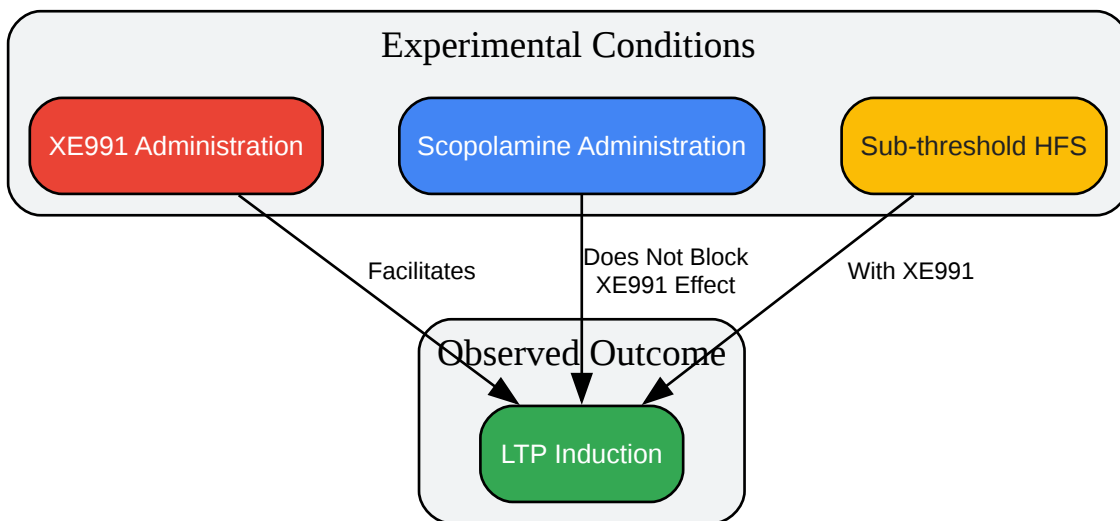 Experimental Conditions
XE991 Administration
Scopolamine Administration
Sub-threshold HFS
Facilitates
Does Not Block
XE991 Effect
With XE991
Observed Outcome
LTP Induction